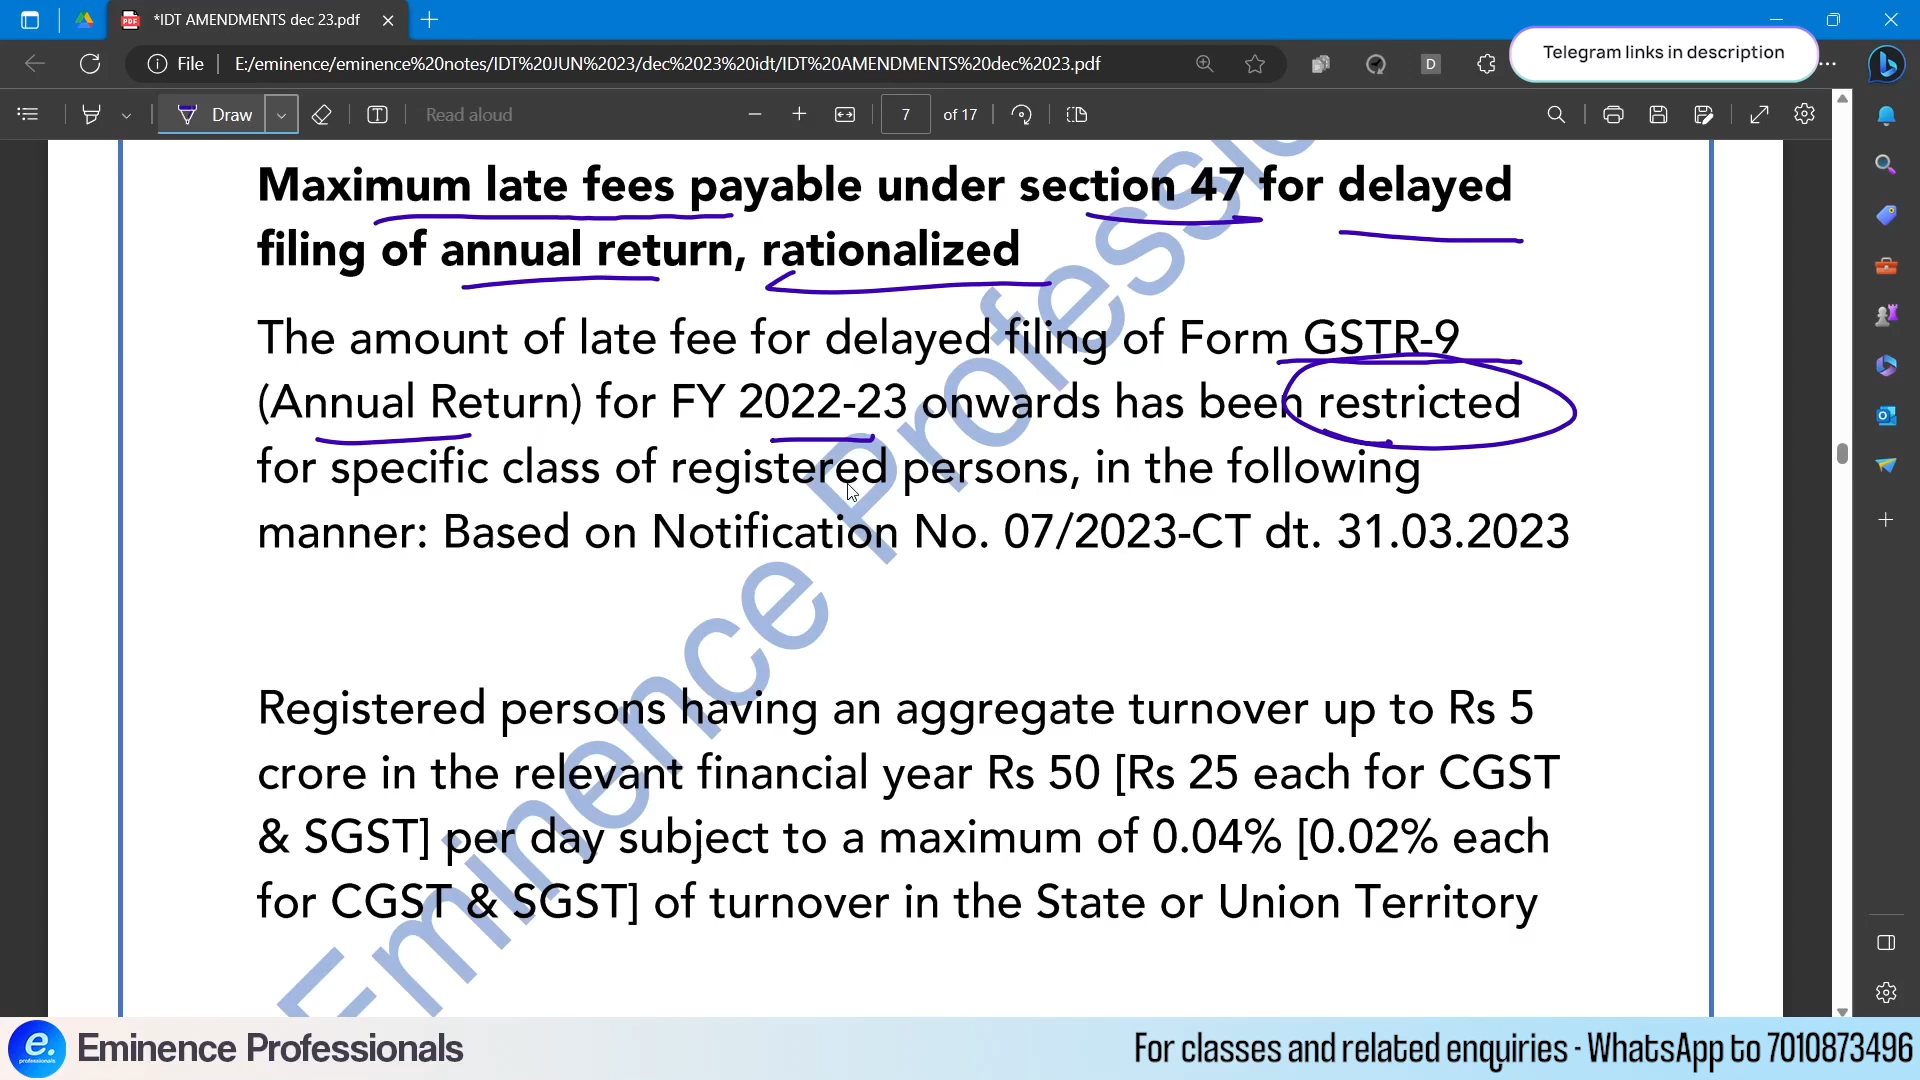 *IDT AMENDMENTS dec 23.pdf
File
E:/eminence/eminence%20notes/IDT%20JUN%2023/dec%2023%20idt/IDT%20AMENDMENTS%20dec%2023.pdf
Telegram links in description
D
Draw
Read aloud
7 of 17
Maximum late fees payable under section 47 for delayed
filing of annual return, rationalized
The amount of late fee for delayed filing of Form GSTR-9
(Annual Return) for FY 2022-23 onwards has been restricted
for specific class of registered persons, in the following
manner: Based on Notification No. 07/2023-CT dt. 31.03.2023
Registered persons having an aggregate turnover up to Rs 5
crore in the relevant financial year Rs 50 [Rs 25 each for CGST
& SGST] per day subject to a maximum of 0.04% [0.02% each
for CGST & SGST] of turnover in the State or Union Territory
Eminence Professi
e.
professionals
Eminence Professionals
For classes and related enquiries - WhatsApp to 7010873496